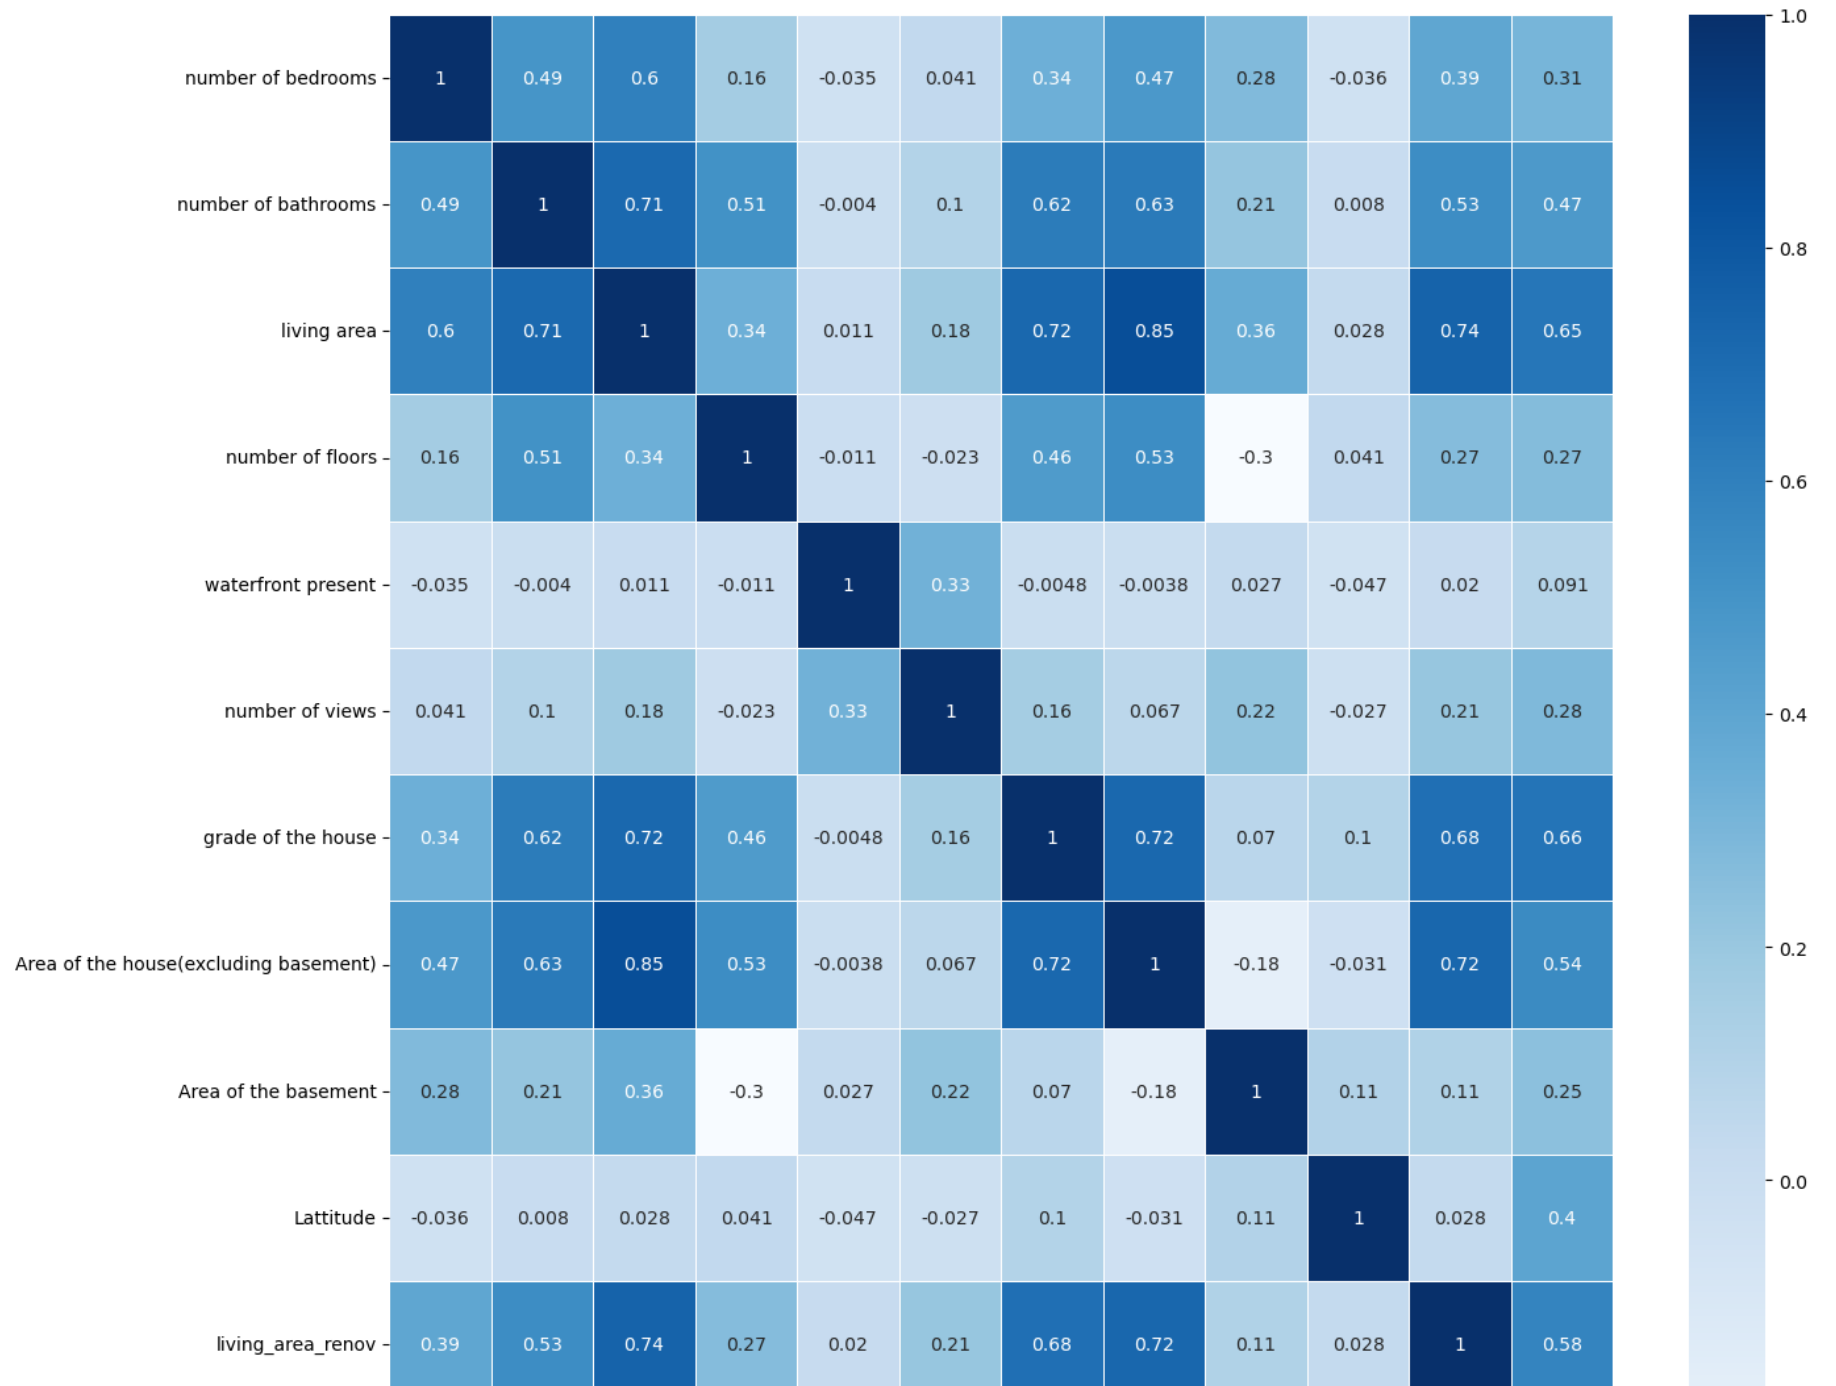 number of bedrooms 1 0.49 0.6 0.16 -0.035 0.041 0.34 0.47 0.28 -0.036 0.39 0.31
number of bathrooms 0.49 1 0.71 0.51 -0.004 0.1 0.62 0.63 0.21 0.008 0.53 0.47
living area 0.6 0.71 1 0.34 0.011 0.18 0.72 0.85 0.36 0.028 0.74 0.65
number of floors 0.16 0.51 0.34 1 -0.011 -0.023 0.46 0.53 -0.3 0.041 0.27 0.27
waterfront present -0.035 -0.004 0.011 -0.011 1 0.33 -0.0048 -0.0038 0.027 -0.047 0.02 0.091
number of views 0.041 0.1 0.18 -0.023 0.33 1 0.16 0.067 0.22 -0.027 0.21 0.28
grade of the house 0.34 0.62 0.72 0.46 -0.0048 0.16 1 0.72 0.07 0.1 0.68 0.66
Area of the house(excluding basement) 0.47 0.63 0.85 0.53 -0.0038 0.067 0.72 1 -0.18 -0.031 0.72 0.54
Area of the basement 0.28 0.21 0.36 -0.3 0.027 0.22 0.07 -0.18 1 0.11 0.11 0.25
Lattitude -0.036 0.008 0.028 0.041 -0.047 -0.027 0.1 -0.031 0.11 1 0.028 0.4
living_area_renov 0.39 0.53 0.74 0.27 0.02 0.21 0.68 0.72 0.11 0.028 1 0.58
1.0
0.8
0.6
0.4
0.2
0.0